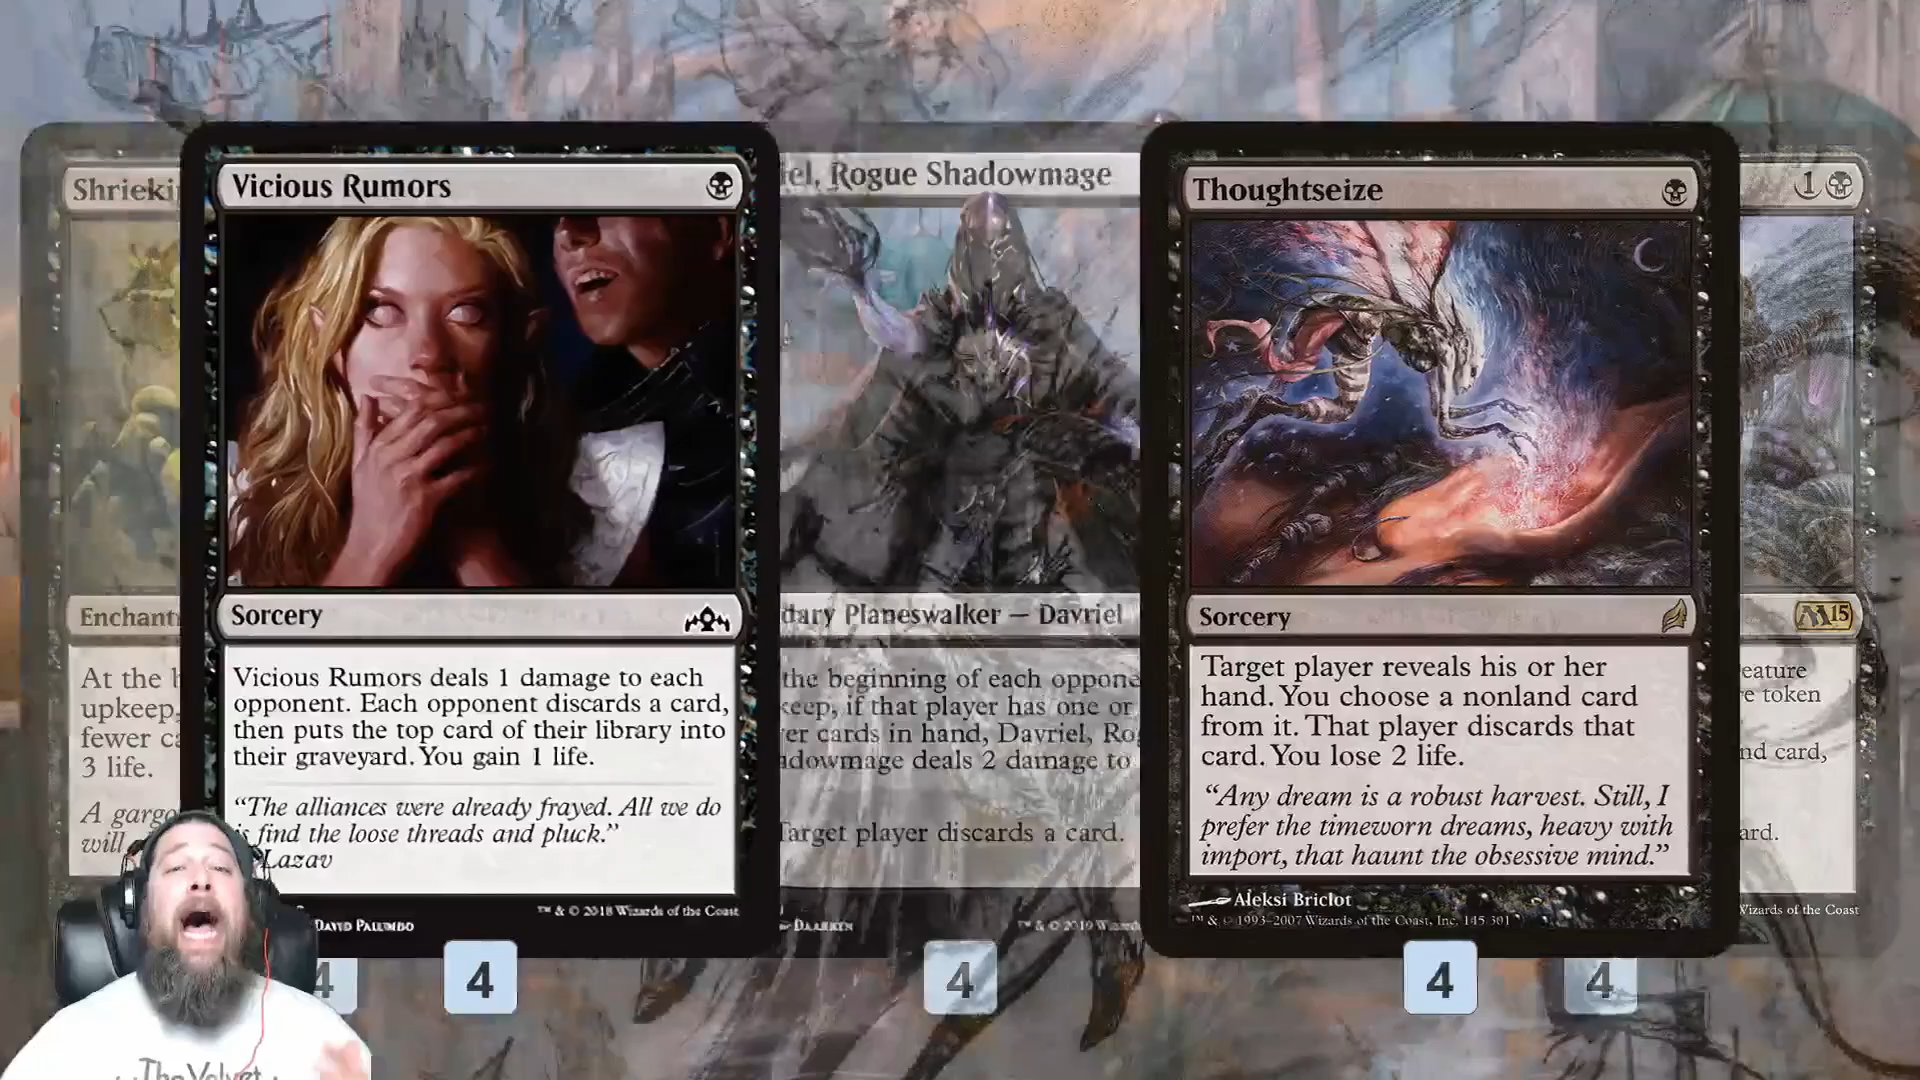 Shrieki
Enchant
At the
upkeep,
fewer
3 life.
A gargo
will
Vicious Rumors
Sorcery
Vicious Rumors deals 1 damage to each
opponent. Each opponent discards a card,
then puts the top card of their library into
their graveyard. You gain 1 life.
“The alliances were already frayed. All we do
is find the loose threads and pluck.”
Lazav
David Palumbo
™ & © 2018 Wizards of the Coast
4
4
iel, Rogue Shadowmage
dary Planeswalker — Davriel
the beginning of each oppone
keep, if that player has one or
er cards in hand, Davriel, Ro
adowmage deals 2 damage to
Target player discards a card.
Daarken
™ & © 2019 Wizards
4
Thoughtseize
Sorcery
Target player reveals his or her
hand. You choose a nonland card
from it. That player discards that
card. You lose 2 life.
“Any dream is a robust harvest. Still, I
prefer the timeworn dreams, heavy with
import, that haunt the obsessive mind.”
Aleksi Briclot
™ & © 1993–2007 Wizards of the Coast, Inc. 145/301
4
1
M15
eature
e token
nd card,
ard.
Wizards of the Coast
4
The Velvet